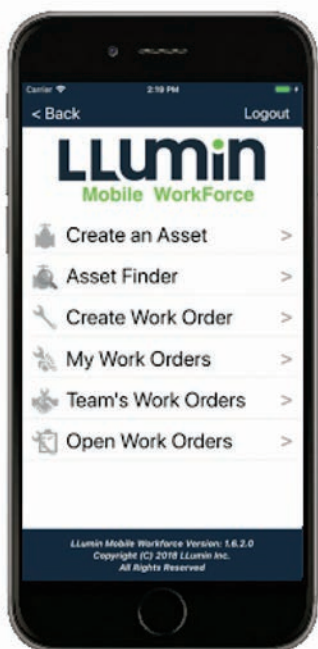 Carrier 2:19 PM
< Back Logout
LLumin
Mobile WorkForce
Create an Asset >
Asset Finder >
Create Work Order >
My Work Orders >
Team's Work Orders >
Open Work Orders >
LLumin Mobile Workforce Version: 1.6.2.0
Copyright (C) 2018 LLumin Inc.
All Rights Reserved